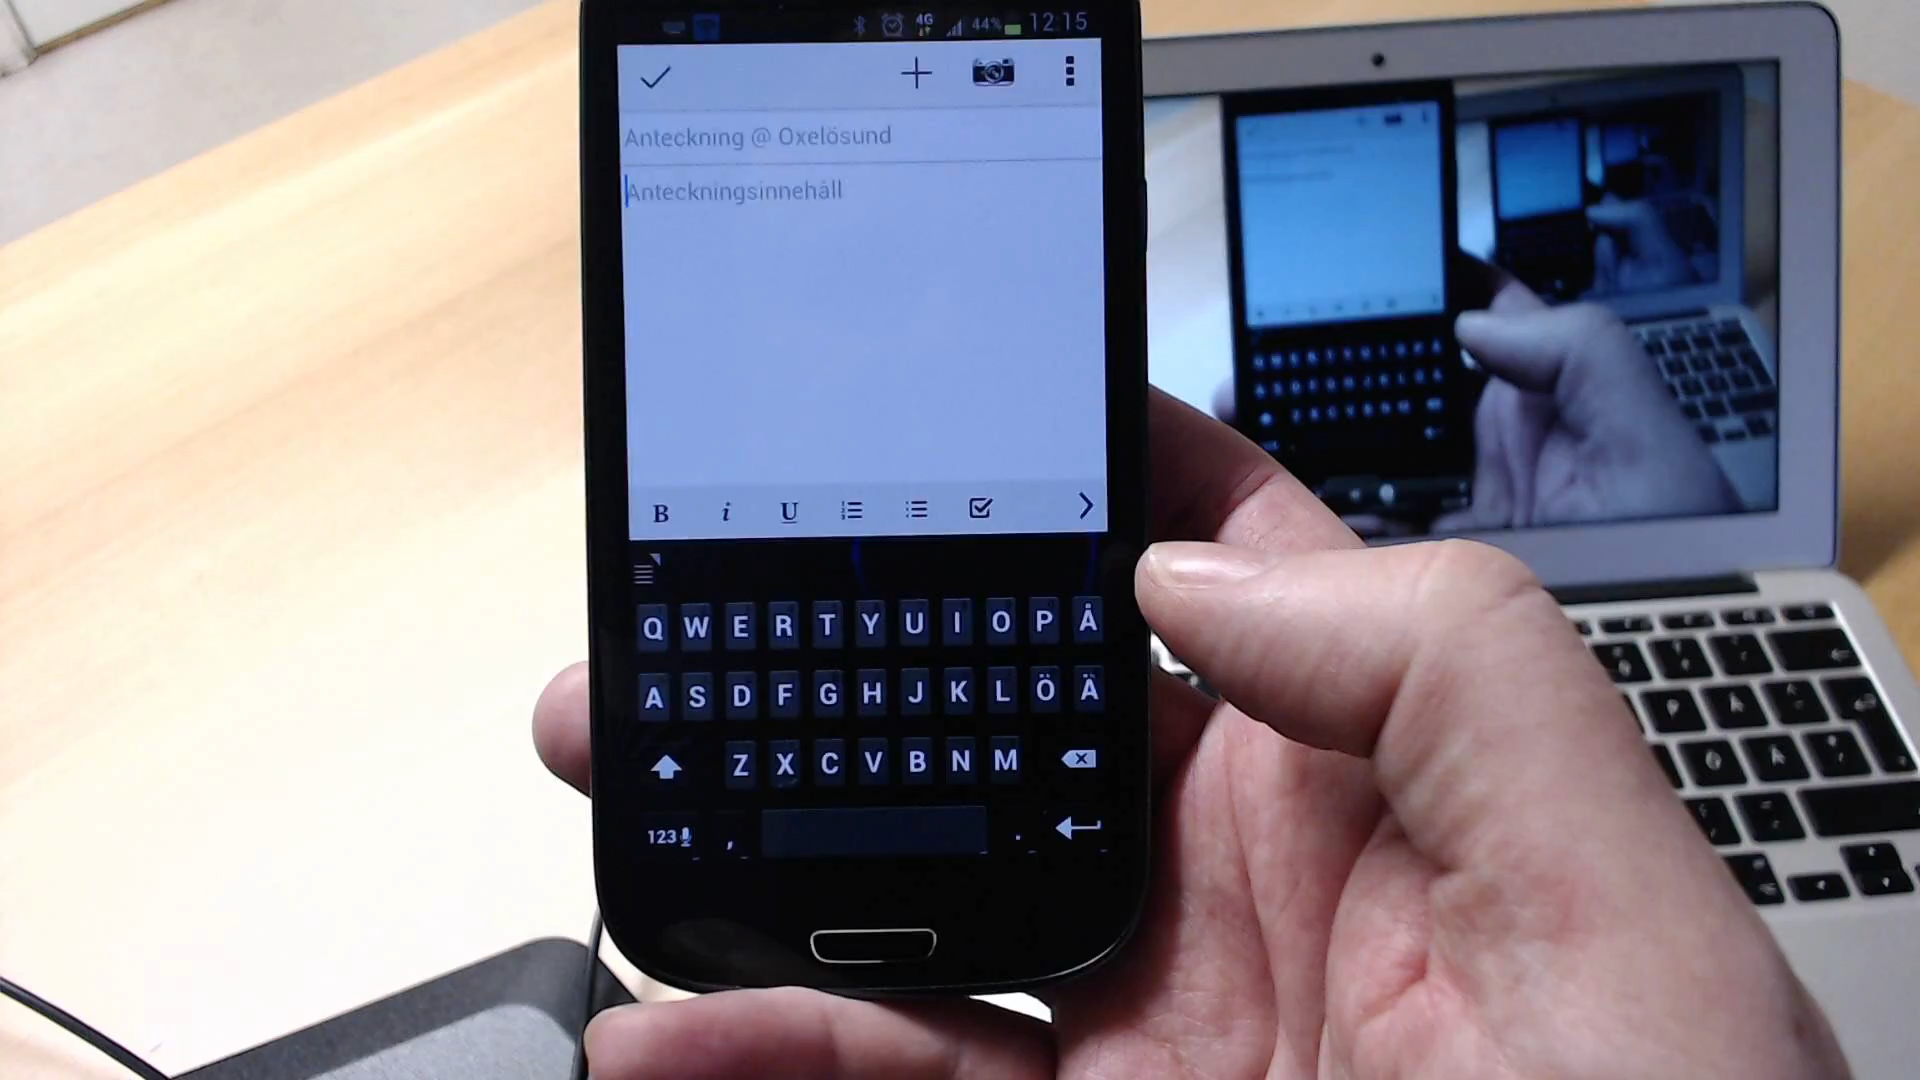 4G 44% 12:15
Anteckning @ Oxelösund
Anteckningsinnehåll
B i U
Q W E R T Y U I O P Å
A S D F G H J K L Ö Ä
Z X C V B N M
123 , .